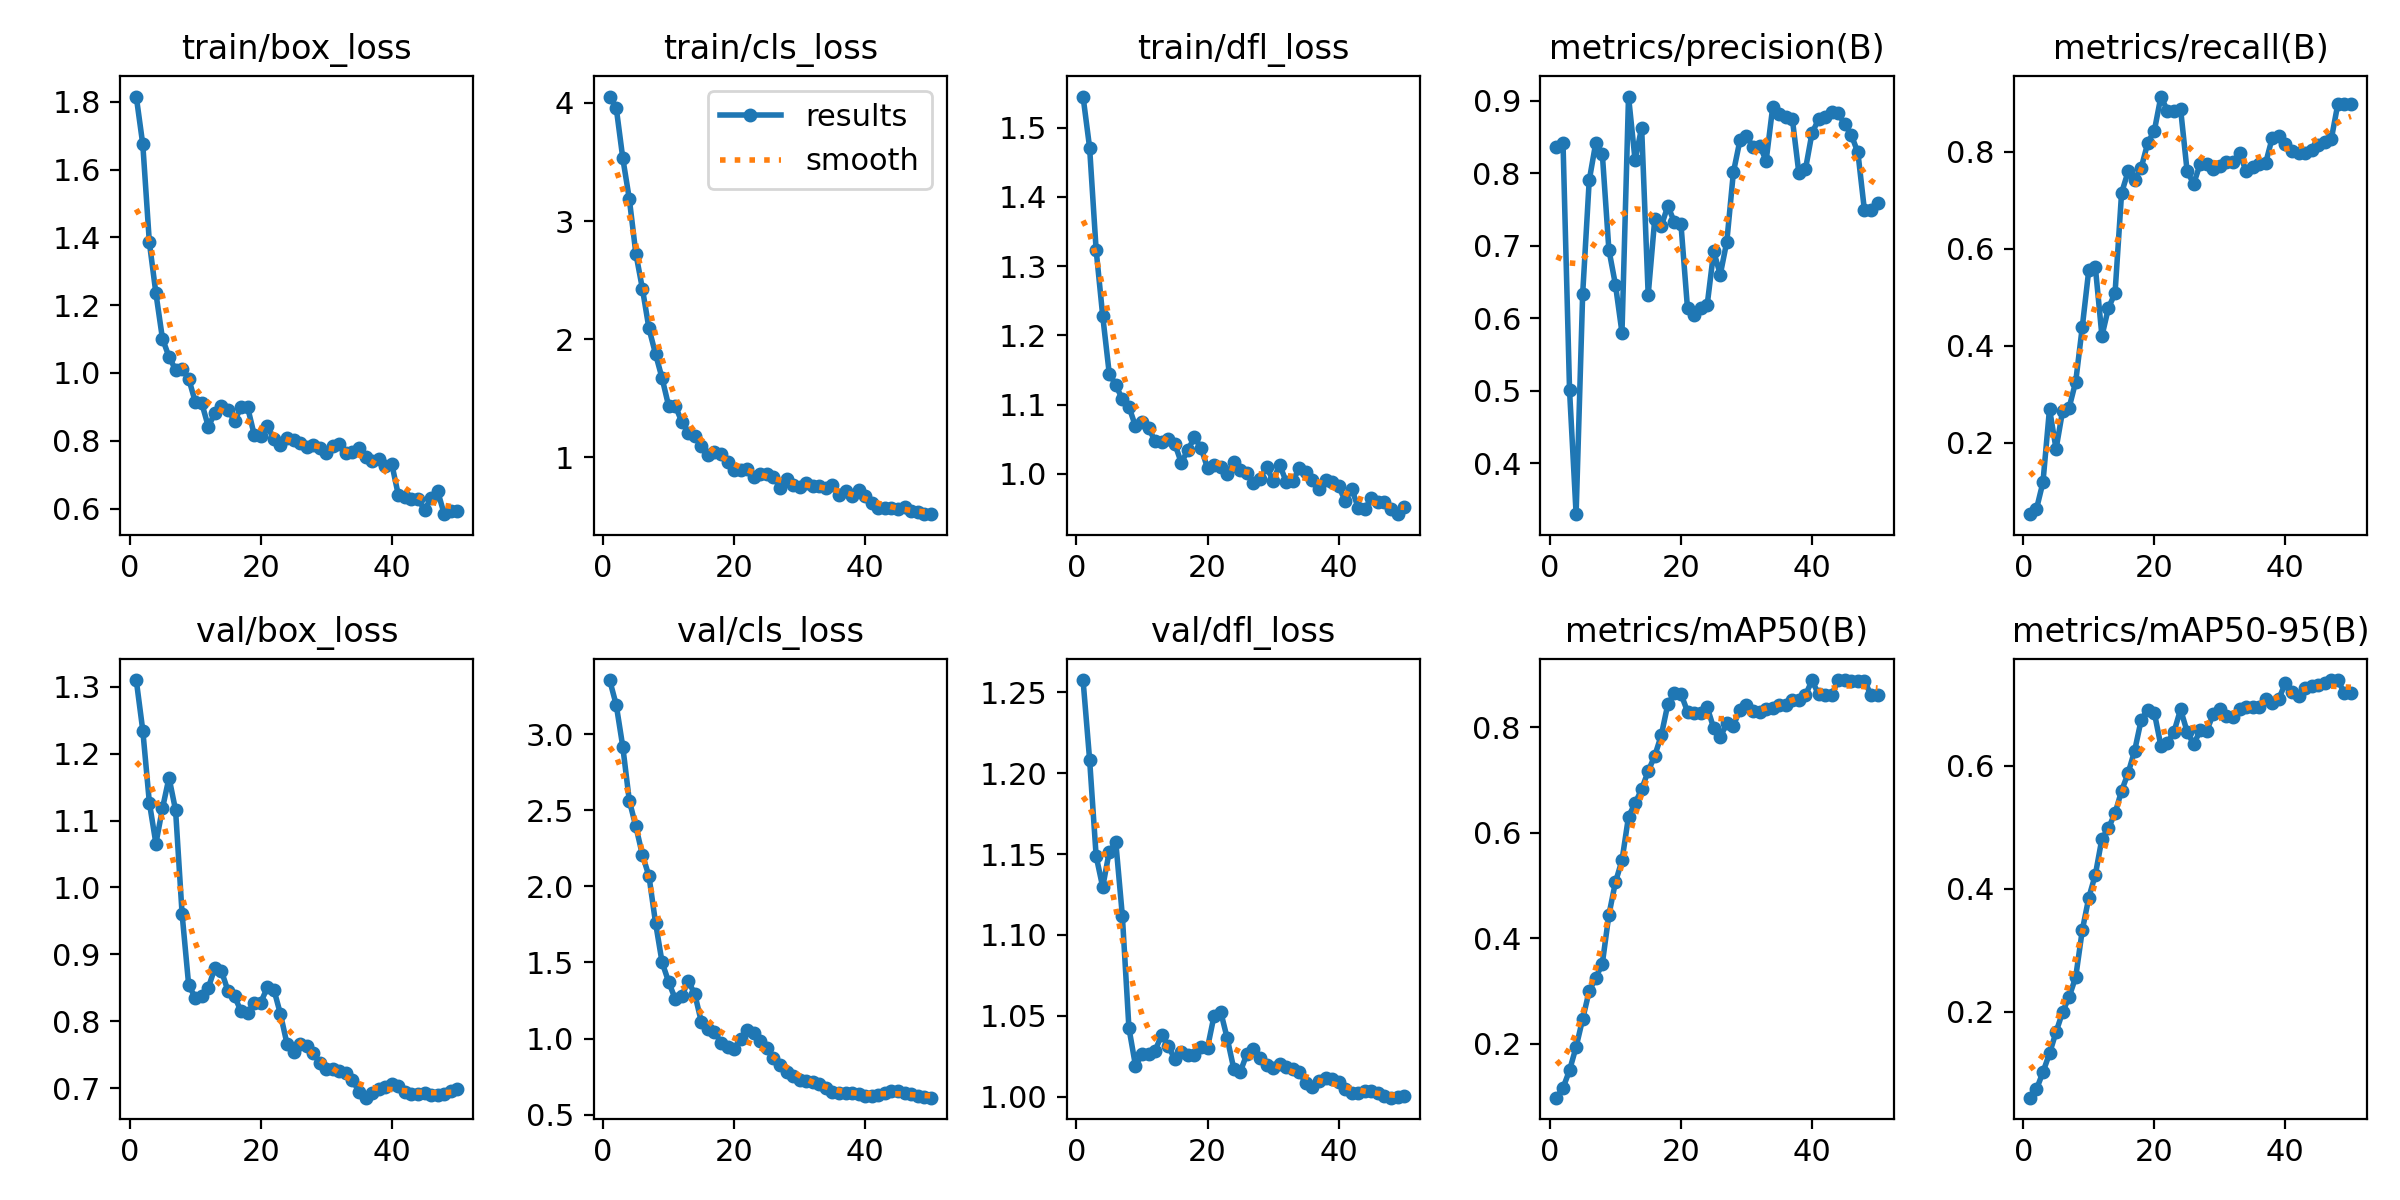 train/box_loss
1.8
1.6
1.4
1.2
1.0
0.8
0.6
0 20 40
train/cls_loss
results
smooth
4
3
2
1
0 20 40
train/dfl_loss
1.5
1.4
1.3
1.2
1.1
1.0
0 20 40
metrics/precision(B)
0.9
0.8
0.7
0.6
0.5
0.4
0 20 40
metrics/recall(B)
0.8
0.6
0.4
0.2
0 20 40
val/box_loss
1.3
1.2
1.1
1.0
0.9
0.8
0.7
0 20 40
val/cls_loss
3.0
2.5
2.0
1.5
1.0
0.5
0 20 40
val/dfl_loss
1.25
1.20
1.15
1.10
1.05
1.00
0 20 40
metrics/mAP50(B)
0.8
0.6
0.4
0.2
0 20 40
metrics/mAP50-95(B)
0.6
0.4
0.2
0 20 40